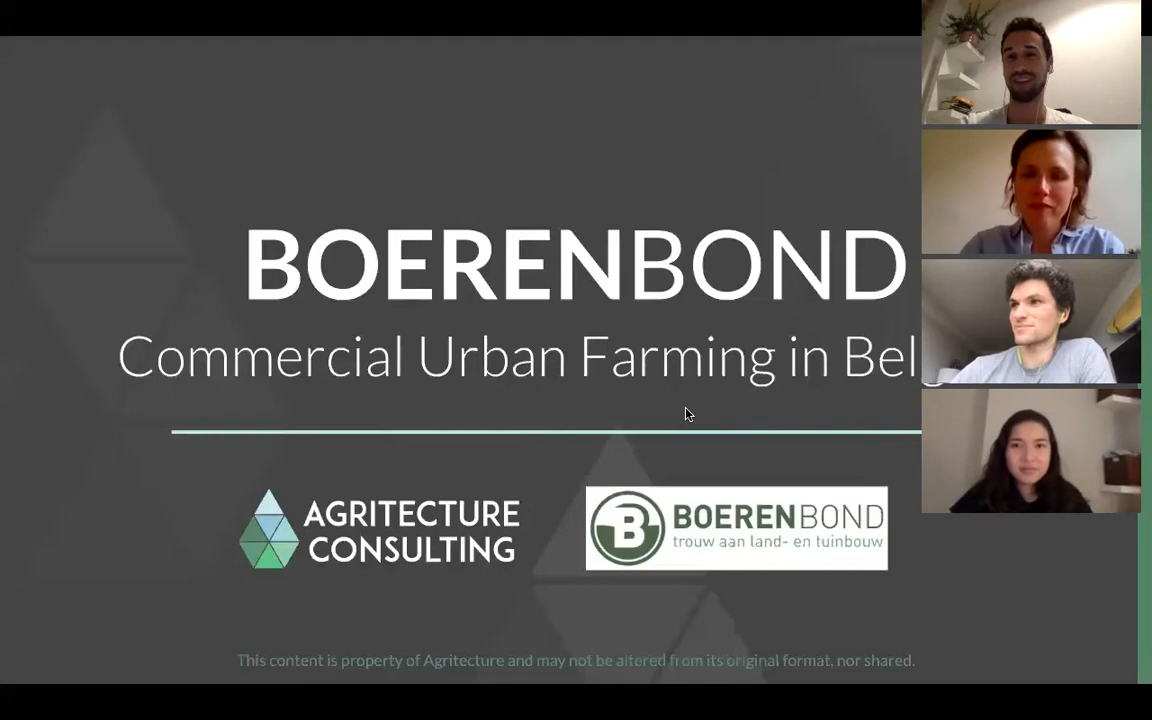 BOERENBOND
Commercial Urban Farming in Bel
AGRITECTURE
CONSULTING
B BOERENBOND
trouw aan land- en tuinbouw
This content is property of Agritecture and may not be altered from its original format, nor shared.